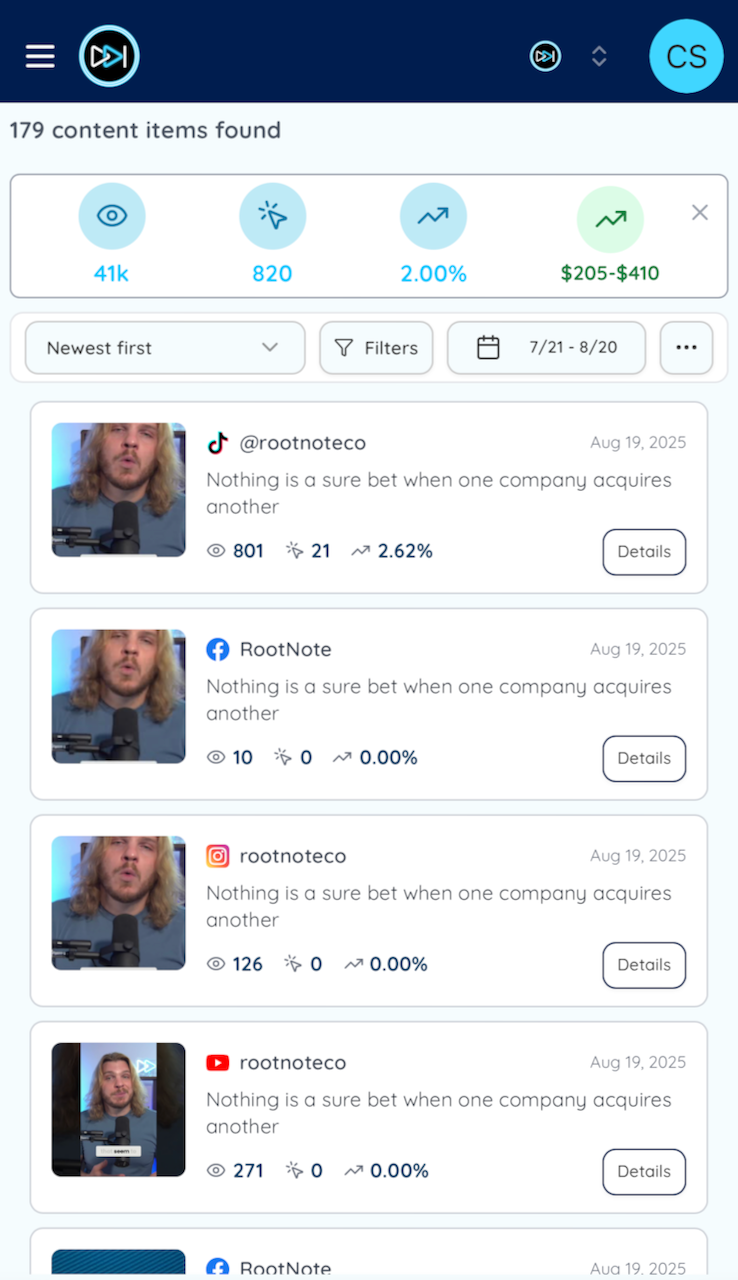 CS
179 content items found
41k 820 2.00% $205-$410
Newest first Filters 7/21 - 8/20 ...
@rootnoteco Aug 19, 2025
Nothing is a sure bet when one company acquires
another
801 21 2.62% Details
RootNote Aug 19, 2025
Nothing is a sure bet when one company acquires
another
10 0 0.00% Details
rootnoteco Aug 19, 2025
Nothing is a sure bet when one company acquires
another
126 0 0.00% Details
rootnoteco Aug 19, 2025
Nothing is a sure bet when one company acquires
another
271 0 0.00% Details
RootNote Aug 19, 2025